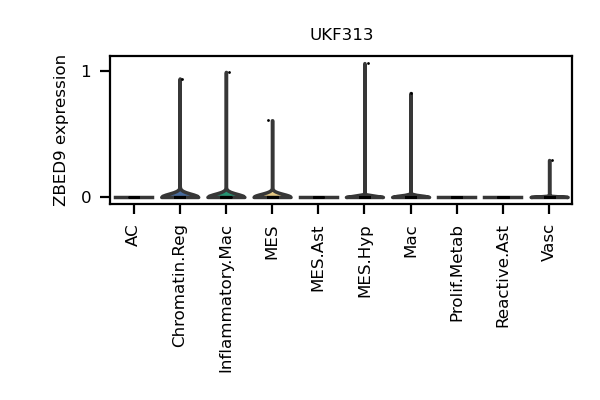 UKF313
ZBED9 expression
1
0
AC
Chromatin.Reg
Inflammatory.Mac
MES
MES.Ast
MES.Hyp
Mac
Prolif.Metab
Reactive.Ast
Vasc